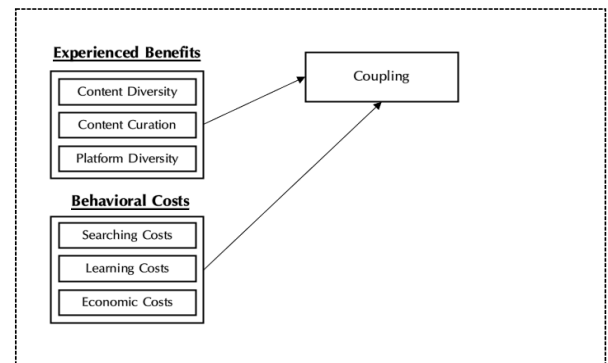 Experienced Benefits
Content Diversity
Content Curation
Platform Diversity
Behavioral Costs
Searching Costs
Learning Costs
Economic Costs
Coupling